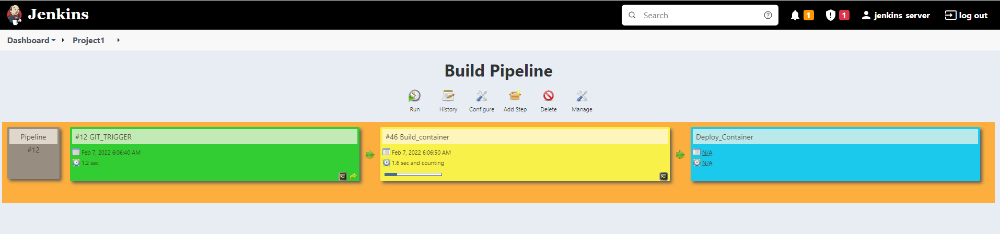 Jenkins
Search
1
1
jenkins_server
log out
Dashboard
Project1
Build Pipeline
Run
History
Configure
Add Step
Delete
Manage
Pipeline
#12
#12 GIT_TRIGGER
Feb 7, 2022 6:06:40 AM
1.2 sec
#46 Build_container
Feb 7, 2022 6:06:50 AM
1.6 sec and counting
Deploy_Container
N/A
N/A